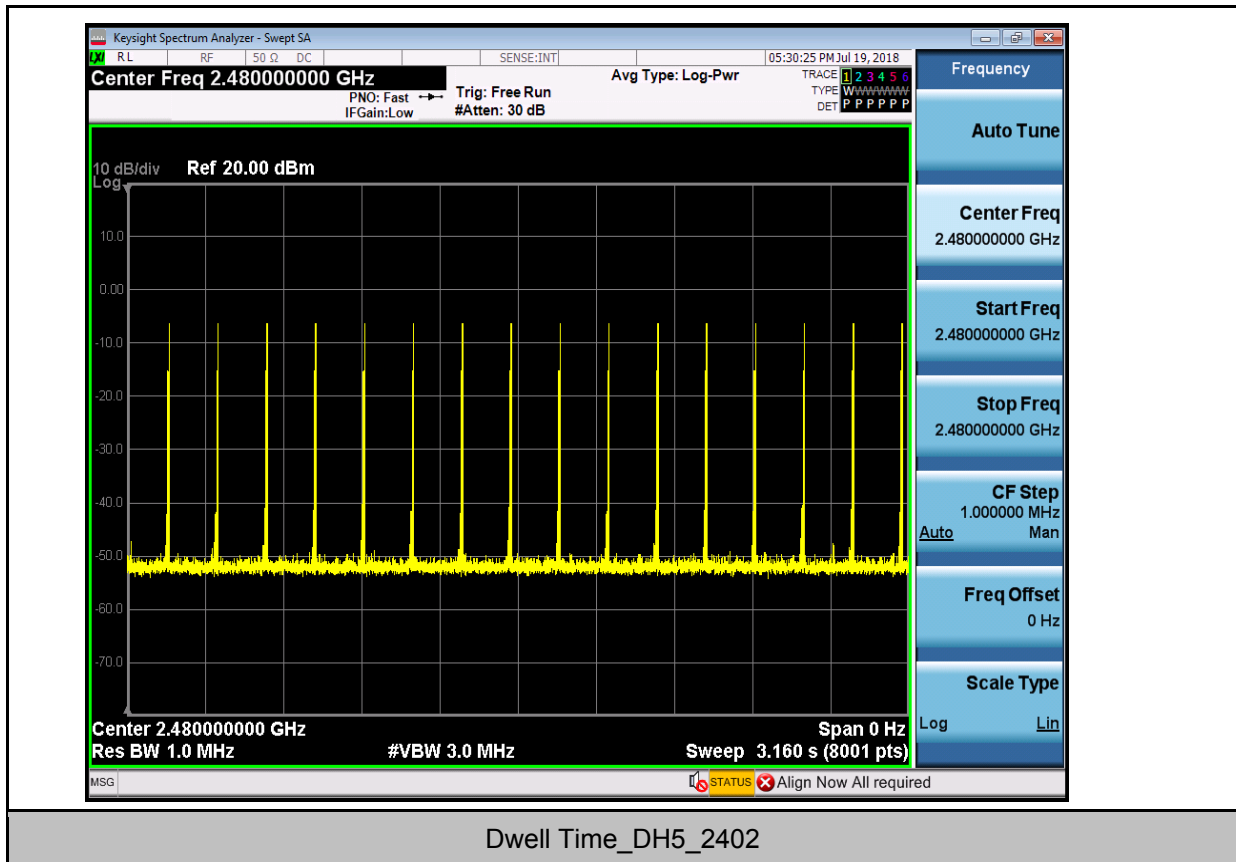 Keysight Spectrum Analyzer - Swept SA
LXI RL RF 50 Ω DC SENSE:INT 05:30:25 PM Jul 19, 2018
Center Freq 2.480000000 GHz
PNO: Fast
IFGain:Low
Trig: Free Run
#Atten: 30 dB
Avg Type: Log-Pwr
TRACE 1 2 3 4 5 6
TYPE WWWWWW
DET P P P P P P
10 dB/div Ref 20.00 dBm
Log
10.0
0.00
-10.0
-20.0
-30.0
-40.0
-50.0
-60.0
-70.0
Center 2.480000000 GHz Span 0 Hz
Res BW 1.0 MHz #VBW 3.0 MHz Sweep 3.160 s (8001 pts)
MSG STATUS Align Now All required
Frequency
Auto Tune
Center Freq
2.480000000 GHz
Start Freq
2.480000000 GHz
Stop Freq
2.480000000 GHz
CF Step
1.000000 MHz
Auto Man
Freq Offset
0 Hz
Scale Type
Log Lin
Dwell Time_DH5_2402